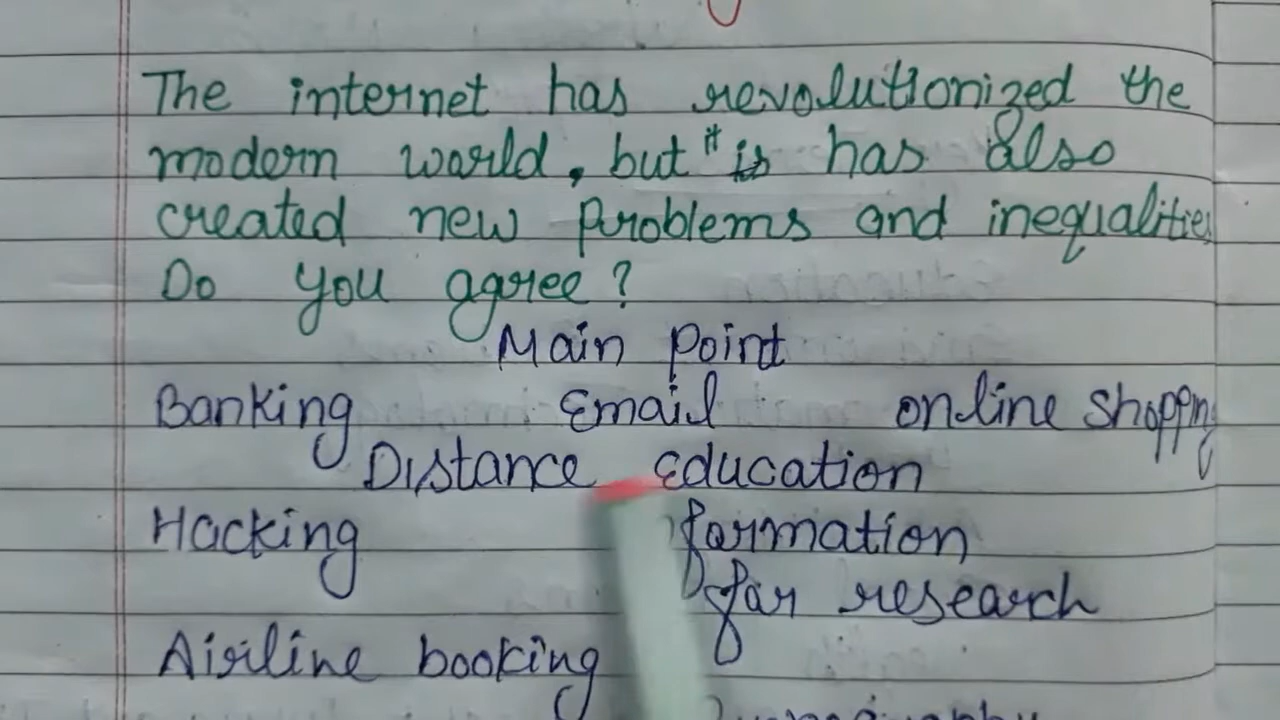 The internet has revolutionized the
modern world, but it has also
created new problems and inequalities
Do you agree?
Main Point
Banking Email online shopping
Distance Education
Hacking formation
for research
Airline booking